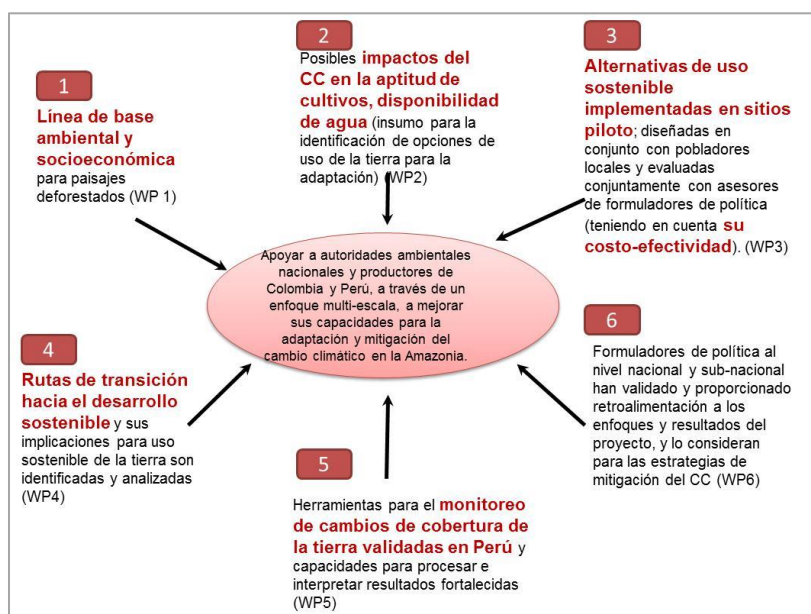 1
Línea de base
ambiental y
socioeconómica
para paisajes
deforestados (WP 1)
2
Posibles impactos del
CC en la aptitud de
cultivos, disponibilidad
de agua (insumo para la
identificación de opciones de
uso de la tierra para la
adaptación) (WP2)
3
Alternativas de uso
sostenible
implementadas en sitios
piloto; diseñadas en
conjunto con pobladores
locales y evaluadas
conjuntamente con asesores
de formuladores de política
(teniendo en cuenta su
costo-efectividad). (WP3)
Apoyar a autoridades ambientales
nacionales y productores de
Colombia y Perú, a través de un
enfoque multi-escala, a mejorar
sus capacidades para la
adaptación y mitigación del
cambio climático en la Amazonia.
4
Rutas de transición
hacia el desarrollo
sostenible y sus
implicaciones para uso
sostenible de la tierra son
identificadas y analizadas
(WP4)
5
Herramientas para el monitoreo
de cambios de cobertura de
la tierra validadas en Perú y
capacidades para procesar e
interpretar resultados fortalecidas
(WP5)
6
Formuladores de política al
nivel nacional y sub-nacional
han validado y proporcionado
retroalimentación a los
enfoques y resultados del
proyecto, y lo consideran
para las estrategias de
mitigación del CC (WP6)